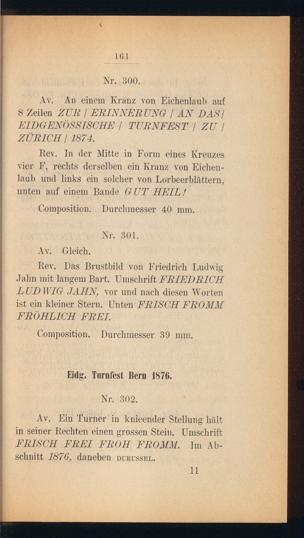 161
Nr. 300.
Av. An einem Kranz von Eichenlaub auf
8 Zeilen ZUR / ERINNERUNG / AN DAS /
EIDGENÖSSISCHE / TURNFEST / ZU /
ZÜRICH / 1874.
Rev. In der Mitte in Form eines Kreuzes
vier F, rechts derselben ein Kranz von Eichen-
laub und links ein solcher von Lorbeerblättern,
unten auf einem Bande GUT HEIL!
Composition. Durchmesser 40 mm.
Nr. 301.
Av. Gleich.
Rev. Das Brustbild von Friedrich Ludwig
Jahn mit langem Bart. Umschrift FRIEDRICH
LUDWIG JAHN, vor und nach diesen Worten
ist ein kleiner Stern. Unten FRISCH FROMM
FRÖHLICH FREI.
Composition. Durchmesser 39 mm.
Eidg. Turnfest Bern 1876.
Nr. 302.
Av. Ein Turner in knieender Stellung hält
in seiner Rechten einen grossen Stein. Umschrift
FRISCH FREI FROH FROMM. Im Ab-
schnitt 1876, daneben DURUSSEL.
11